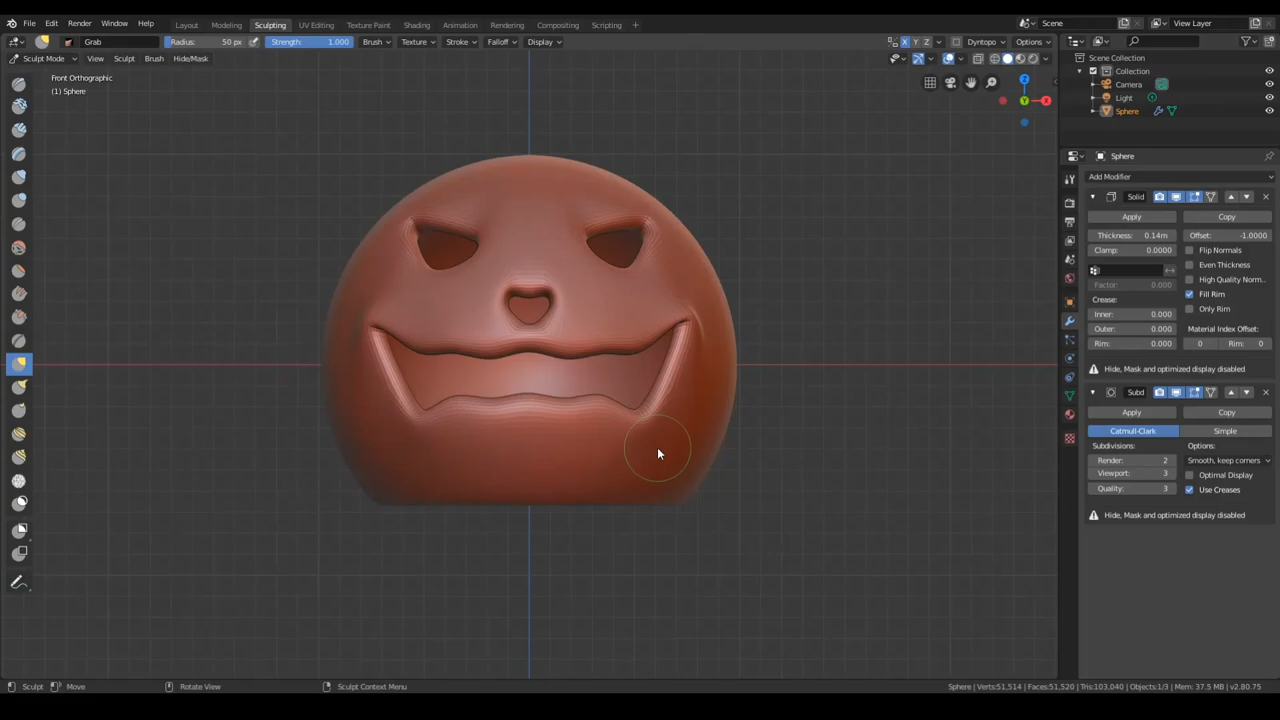 File Edit Render Window Help Layout Modeling Sculpting UV Editing Texture Paint Shading Animation Rendering Compositing Scripting + Scene View Layer
Grab Radius: 50 px Strength: 1.000 Brush Texture Stroke Falloff Display X Y Z Dyntopo Options
Sculpt Mode View Sculpt Brush Hide/Mask
Front Orthographic
(1) Sphere
Z
X
Y
Scene Collection
Collection
Camera
Light
Sphere
Sphere
Add Modifier
Solid
Apply Copy
Thickness: 0.14m Offset: -1.0000
Clamp: 0.0000 Flip Normals
Even Thickness
Factor: 0.000 High Quality Norm..
Crease: Fill Rim
Inner: 0.000 Only Rim
Outer: 0.000 Material Index Offset:
Rim: 0.000 0 Rim: 0
Hide, Mask and optimized display disabled
Subd
Apply Copy
Catmull-Clark Simple
Subdivisions: Options:
Render: 2 Smooth, keep corners
Viewport: 3 Optimal Display
Quality: 3 Use Creases
Hide, Mask and optimized display disabled
Sculpt Move Rotate View Sculpt Context Menu Sphere | Verts:51,514 | Faces:51,520 | Tris:103,040 | Objects:1/3 | Mem: 37.5 MB | v2.80.75